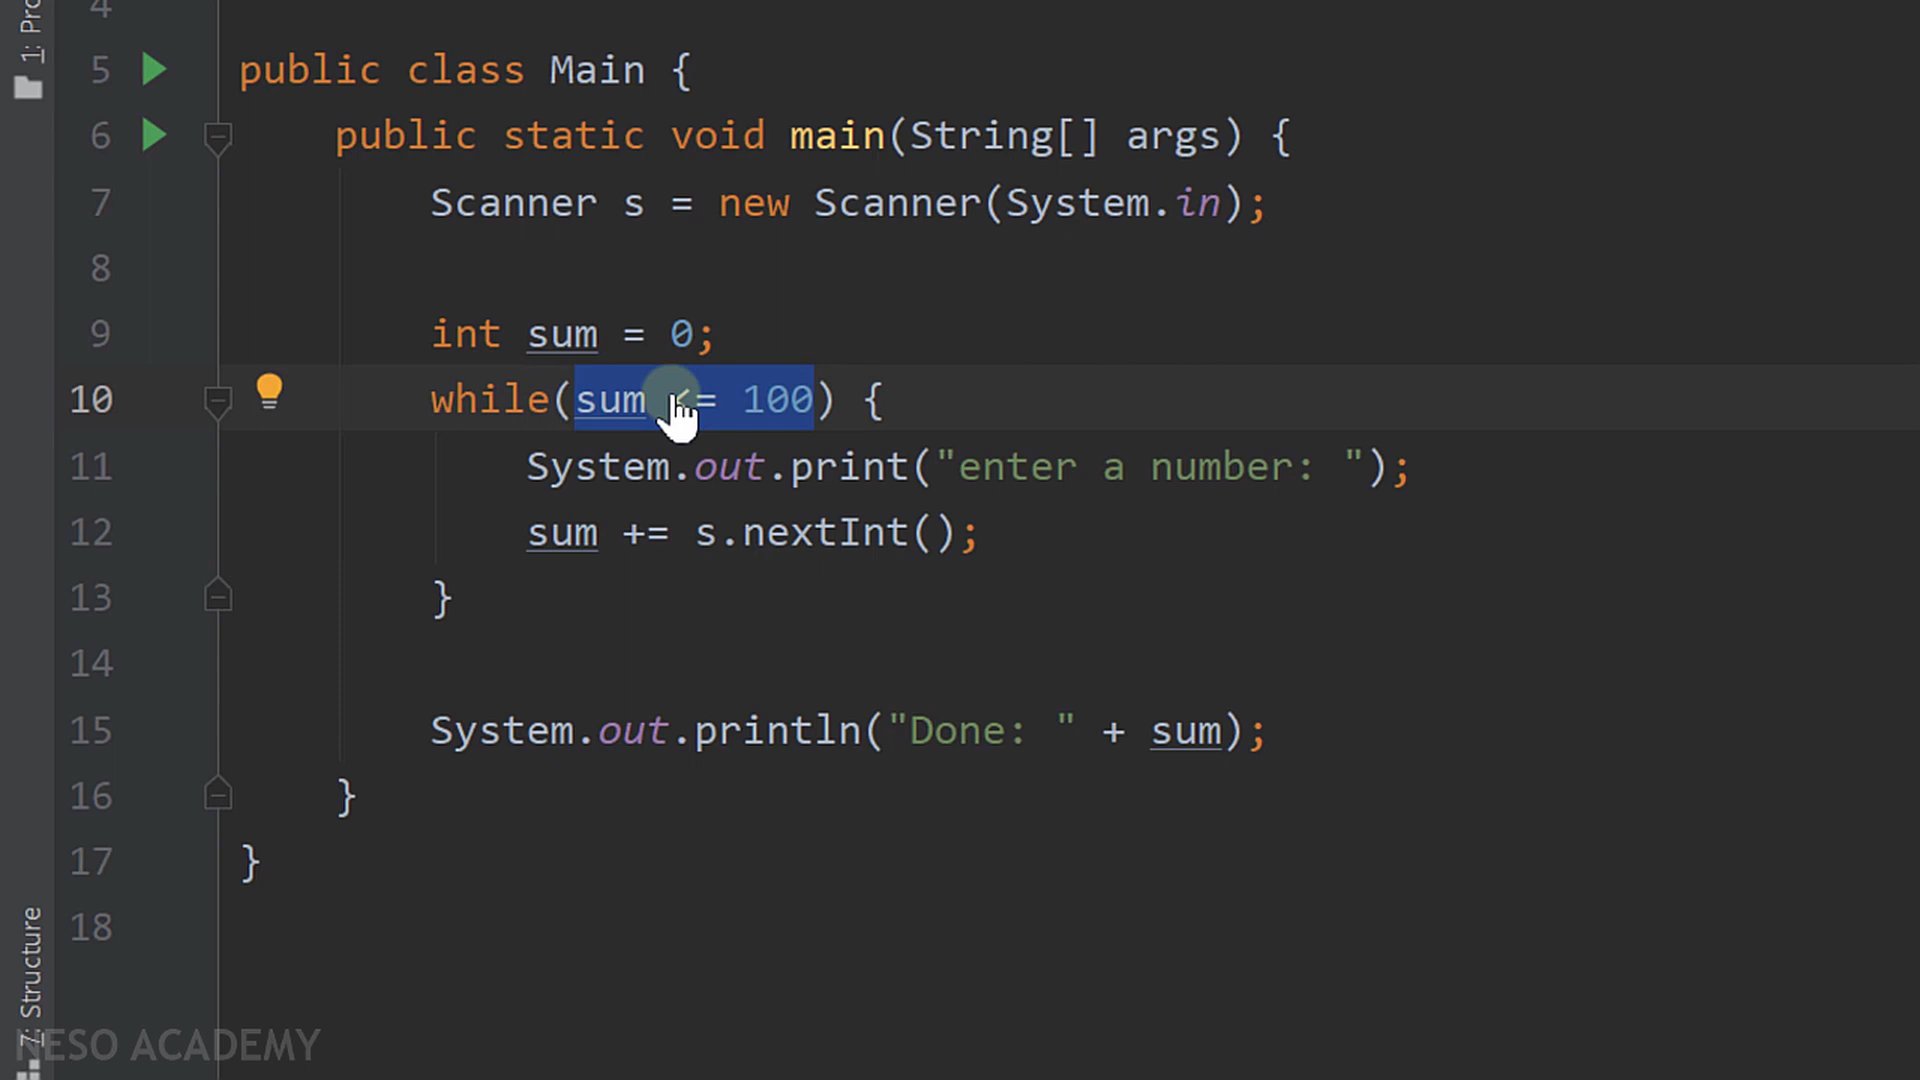 1: Pro
4
5 public class Main {
6 public static void main(String[] args) {
7 Scanner s = new Scanner(System.in);
8
9 int sum = 0;
10 while(sum <= 100) {
11 System.out.print("enter a number: ");
12 sum += s.nextInt();
13 }
14
15 System.out.println("Done: " + sum);
16 }
17 }
18
7: Structure
NESO ACADEMY